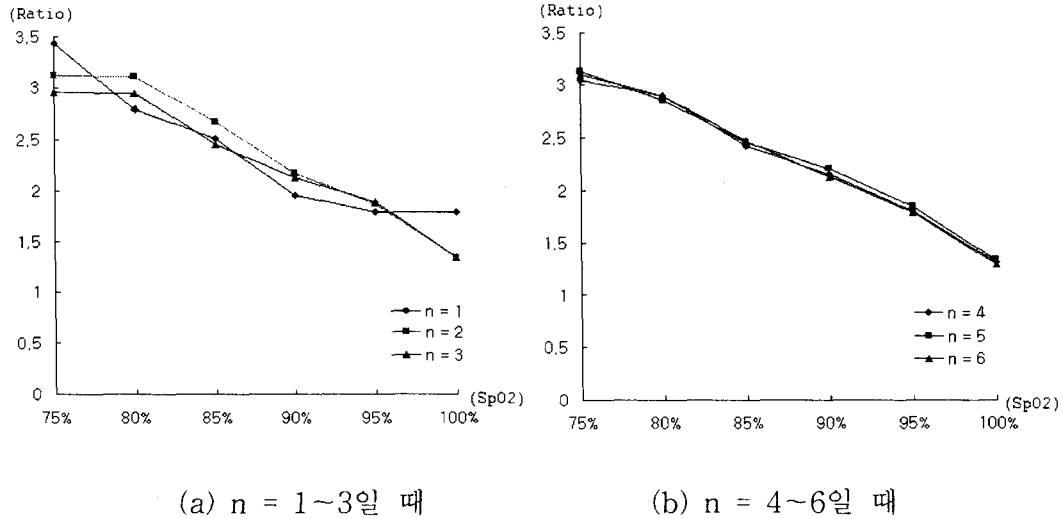 (Ratio)
3,5
3
2,5
2
1,5
1
0,5
0
75%
80%
85%
90%
95%
100%
(SpO2)
n = 1
n = 2
n = 3
(a) n = 1~3일 때
(Ratio)
3,5
3
2,5
2
1,5
1
0,5
0
75%
80%
85%
90%
95%
100%
(SpO2)
n = 4
n = 5
n = 6
(b) n = 4~6일 때